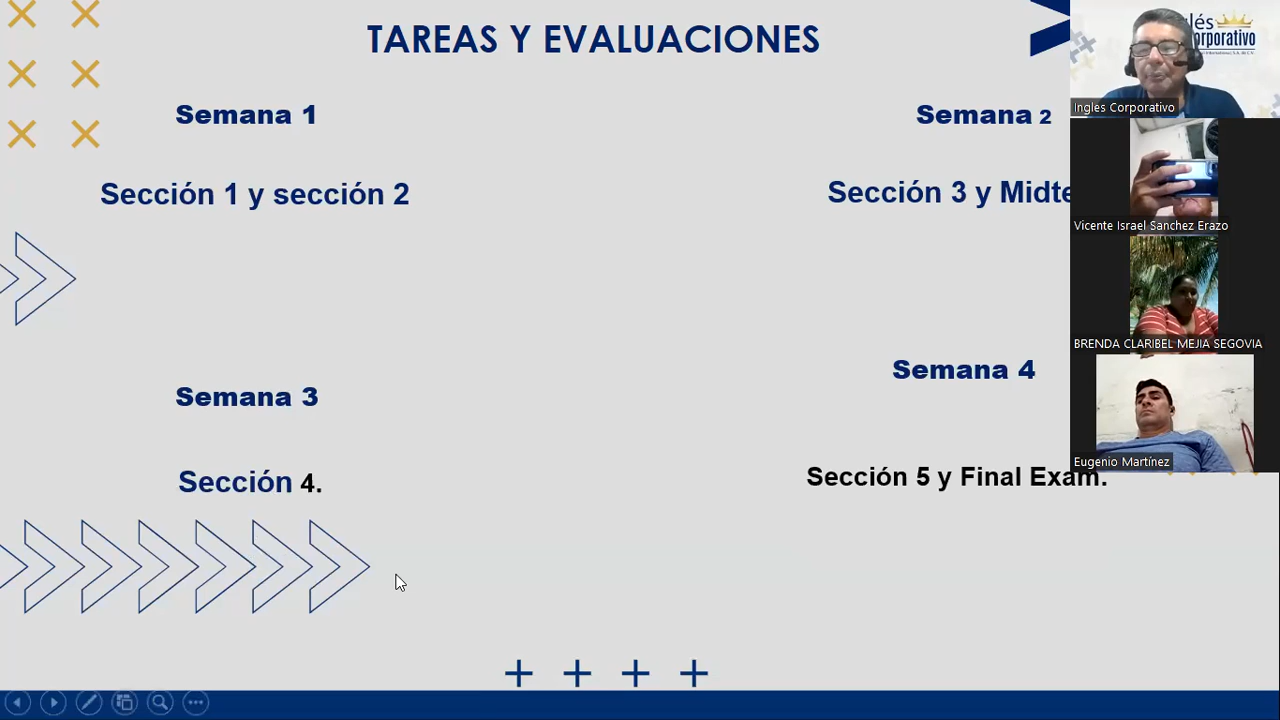 TAREAS Y EVALUACIONES
Semana 1
Semana 2
Sección 1 y sección 2
Sección 3 y Midte
Semana 3
Semana 4
Sección 4.
Sección 5 y Final Exam.
Ingles Corporativo
Vicente Israel Sanchez Erazo
BRENDA CLARIBEL MEJIA SEGOVIA
Eugenio Martínez